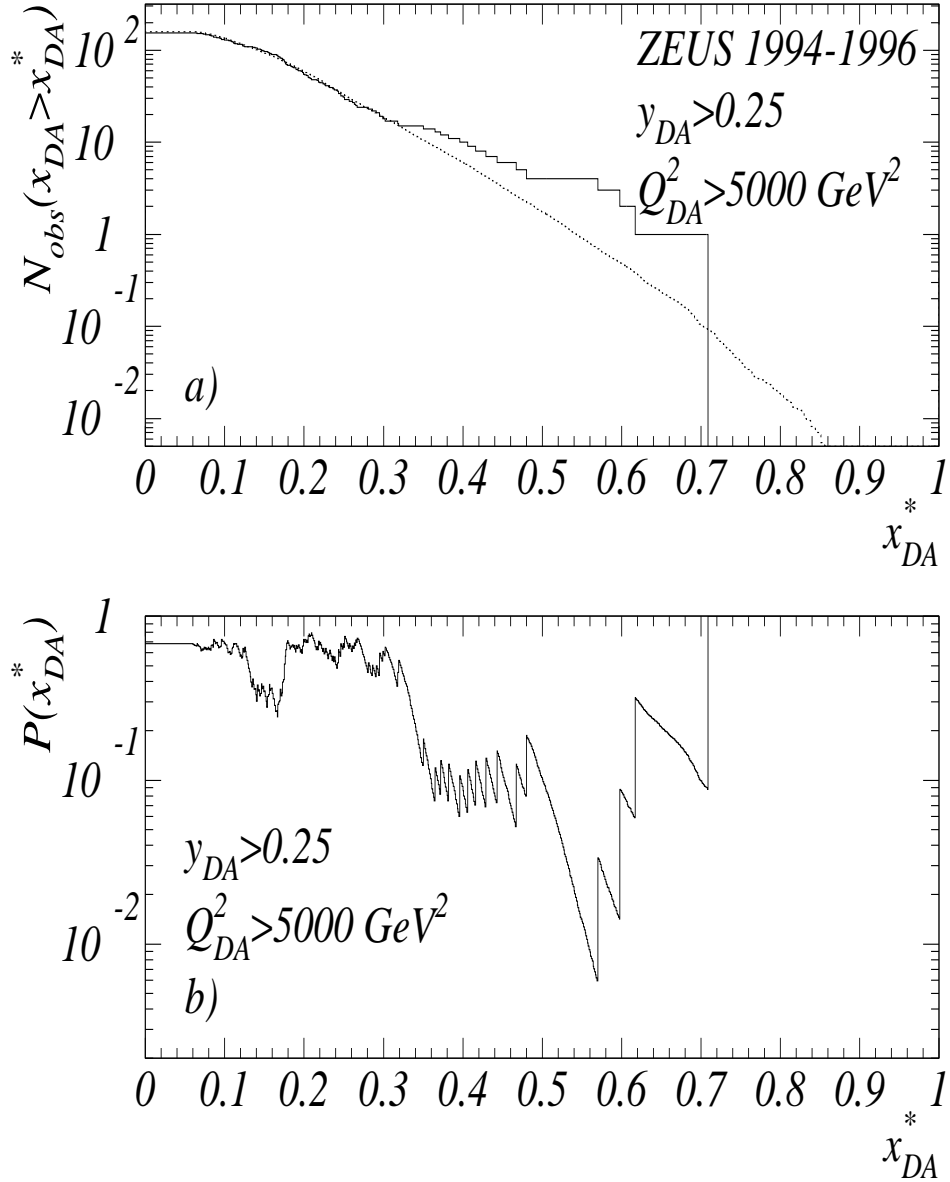 N_obs(x_DA>x*_DA)
10²
10
1
10⁻¹
10⁻²
ZEUS 1994-1996
y_DA>0.25
Q²_DA>5000 GeV²
a)
0 0.1 0.2 0.3 0.4 0.5 0.6 0.7 0.8 0.9 1
x*_DA
P(x*_DA)
1
10⁻¹
10⁻²
y_DA>0.25
Q²_DA>5000 GeV²
b)
0 0.1 0.2 0.3 0.4 0.5 0.6 0.7 0.8 0.9 1
x*_DA